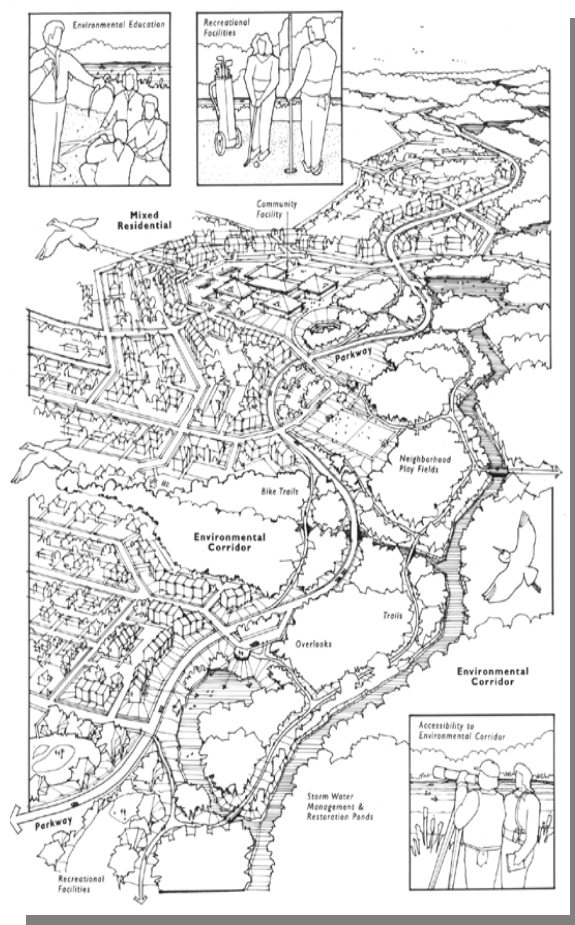 Environmental Education
Recreational
Facilities
Mixed
Residential
Community
Facility
Parkway
Neighborhood
Play Fields
Bike Trails
Environmental
Corridor
Trails
Overlooks
Environmental
Corridor
Accessibility to
Environmental Corridor
Storm Water
Management &
Restoration Ponds
Parkway
Recreational
Facilities